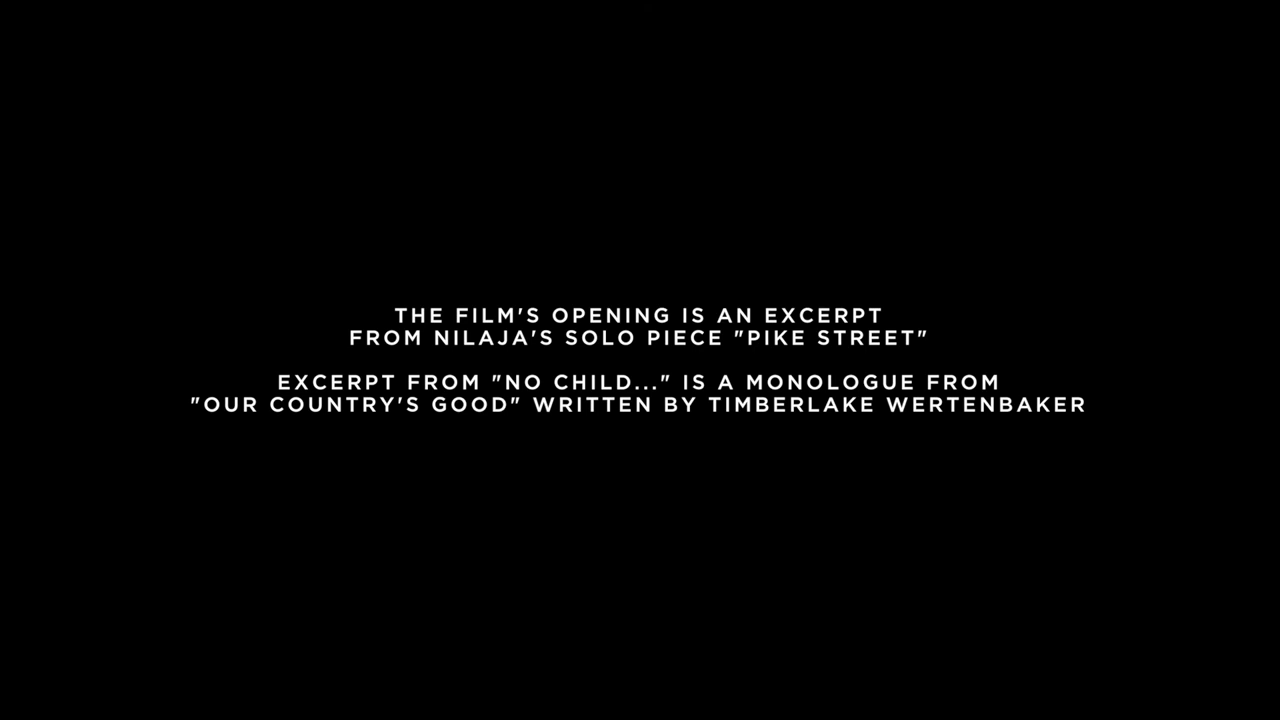 THE FILM'S OPENING IS AN EXCERPT
FROM NILAJA'S SOLO PIECE "PIKE STREET"
EXCERPT FROM "NO CHILD..." IS A MONOLOGUE FROM
"OUR COUNTRY'S GOOD" WRITTEN BY TIMBERLAKE WERTENBAKER